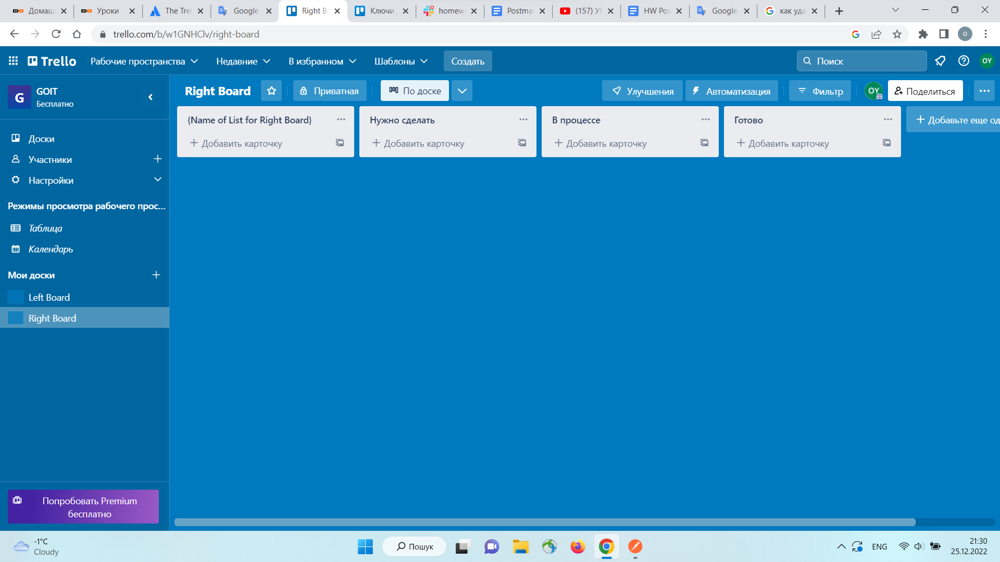 Домаш
Уроки
The Trel
Google
Right B
Ключи
homew
Postma
(157) УР
HW Pos
Google
как уда
trello.com/b/w1GNHClv/right-board
O
Trello
Рабочие пространства
Недавние
В избранном
Шаблоны
Создать
Поиск
OY
G
GOIT
Бесплатно
Right Board
Приватная
По доске
Улучшения
Автоматизация
Фильтр
OY
Поделиться
{Name of List for Right Board}
Нужно сделать
В процессе
Готово
+ Добавьте еще од
+ Добавить карточку
+ Добавить карточку
+ Добавить карточку
+ Добавить карточку
Доски
Участники
Настройки
Режимы просмотра рабочего прос...
Таблица
Календарь
Мои доски
Left Board
Right Board
Попробовать Premium
бесплатно
-1°C
Cloudy
Пошук
ENG
21:30
25.12.2022